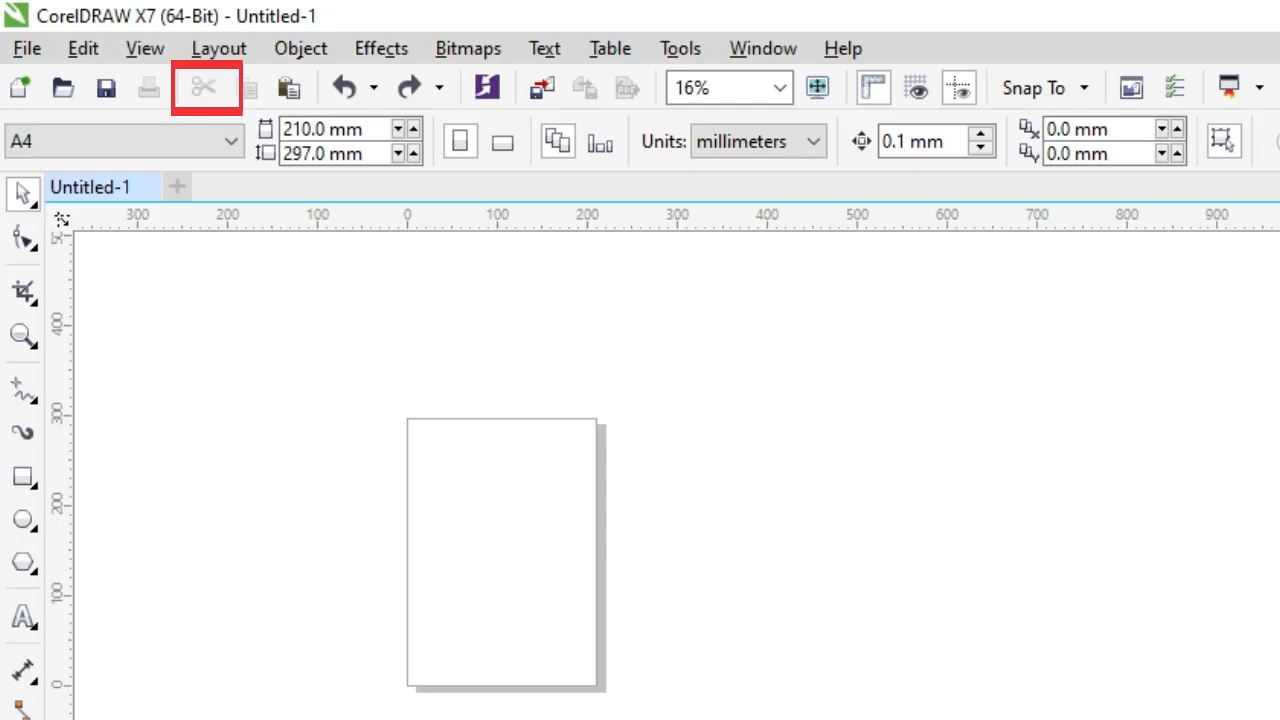 CorelDRAW X7 (64-Bit) - Untitled-1
File Edit View Layout Object Effects Bitmaps Text Table Tools Window Help
16% Snap To
A4 210.0 mm 297.0 mm Units: millimeters 0.1 mm 0.0 mm 0.0 mm
Untitled-1
300 200 100 0 100 200 300 400 500 600 700 800 900
400
300
200
100
0